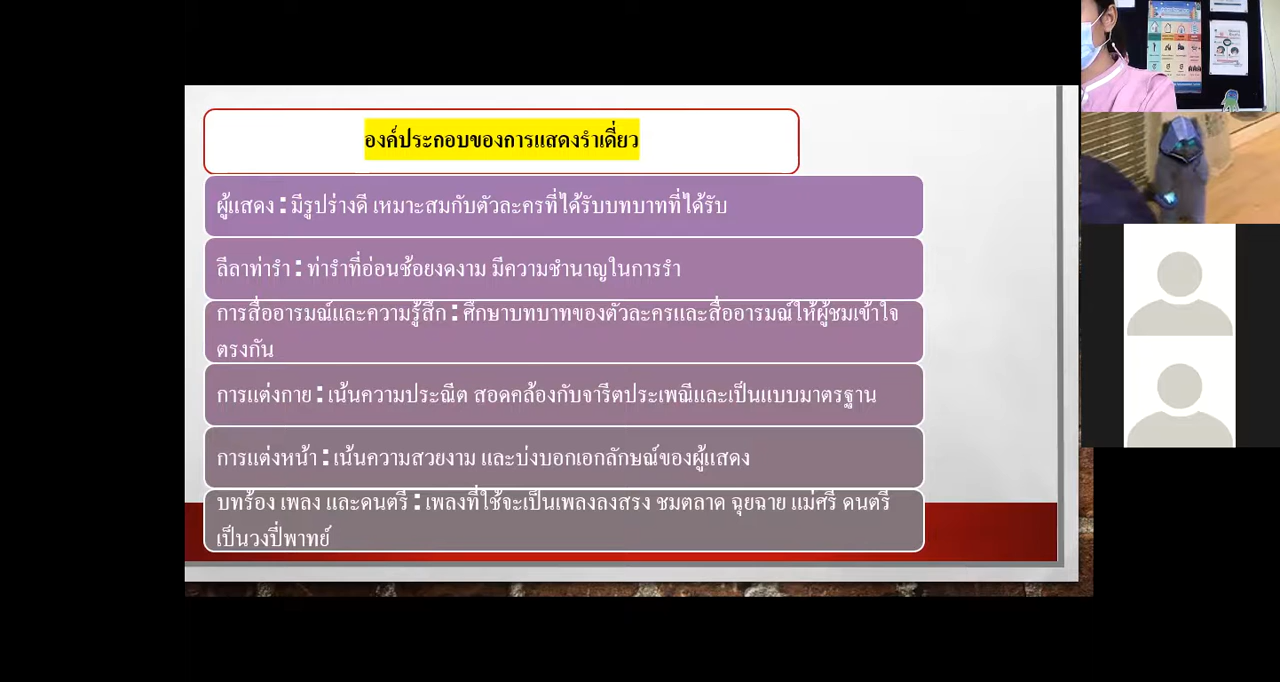 องค์ประกอบของการแสดงรำเดี่ยว
ผู้แสดง : มีรูปร่างดี เหมาะสมกับตัวละครที่ได้รับบทบาทที่ได้รับ
ลีลาท่ารำ : ท่ารำที่อ่อนช้อยงดงาม มีความชำนาญในการรำ
การสื่ออารมณ์และความรู้สึก : ศึกษาบทบาทของตัวละครและสื่ออารมณ์ให้ผู้ชมเข้าใจ
ตรงกัน
การแต่งกาย : เน้นความประณีต สอดคล้องกับจารีตประเพณีและเป็นแบบมาตรฐาน
การแต่งหน้า : เน้นความสวยงาม และบ่งบอกเอกลักษณ์ของผู้แสดง
บทร้อง เพลง และดนตรี : เพลงที่ใช้จะเป็นเพลงลงสรง ชมตลาด ฉุยฉาย แม่ศรี ดนตรี
เป็นวงปี่พาทย์